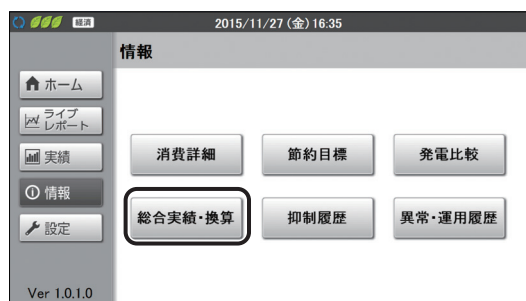 経済 2015/11/27(金)16:35
情報
ホーム
ライブ
レポート
実績
情報
設定
消費詳細 節約目標 発電比較
総合実績・換算 抑制履歴 異常・運用履歴
Ver 1.0.1.0